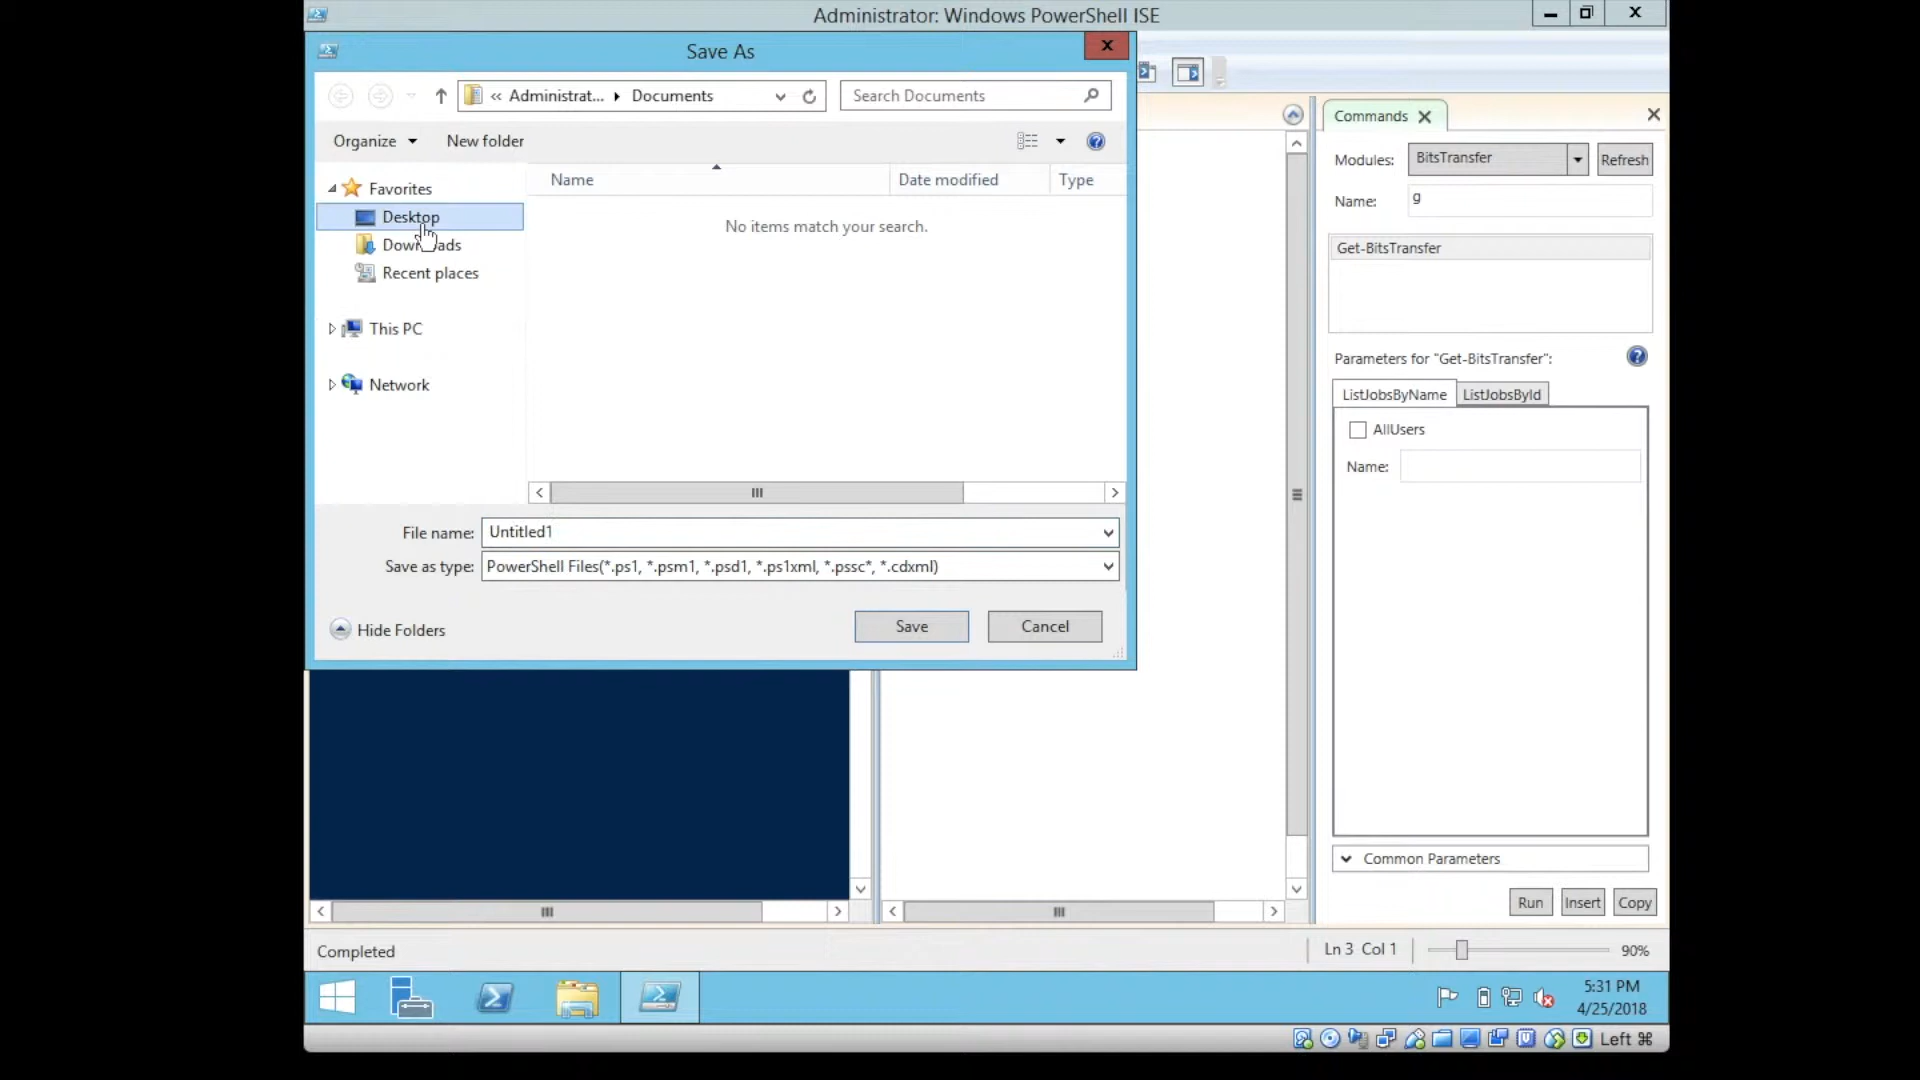 Administrator: Windows PowerShell ISE
Save As
« Administrat... Documents
Search Documents
Organize
New folder
Name
Date modified
Type
Favorites
Desktop
Downloads
Recent places
This PC
Network
No items match your search.
File name: Untitled1
Save as type: PowerShell Files(*.ps1, *.psm1, *.psd1, *.ps1xml, *.pssc*, *.cdxml)
Hide Folders
Save
Cancel
Commands
Modules: BitsTransfer Refresh
Name: g
Get-BitsTransfer
Parameters for "Get-BitsTransfer":
ListJobsByName ListJobsById
AllUsers
Name:
Common Parameters
Run Insert Copy
Completed
Ln 3 Col 1
90%
5:31 PM
4/25/2018
Left ⌘